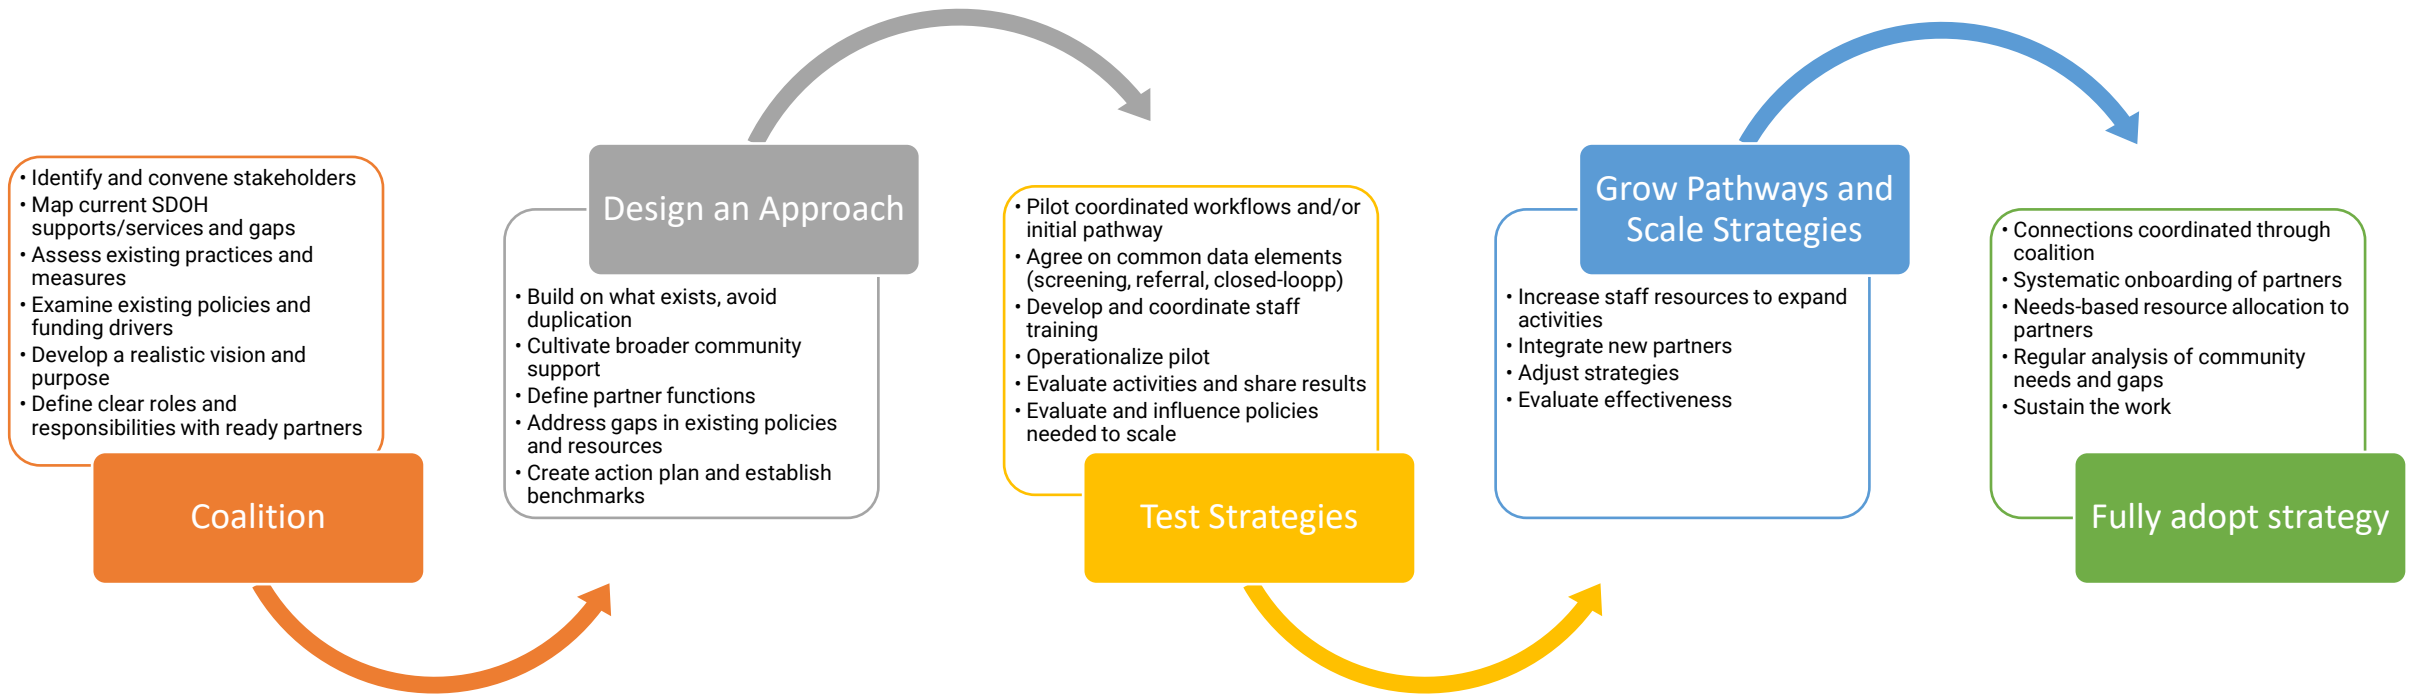 • Identify and convene stakeholders
• Map current SDOH
supports/services and gaps
• Assess existing practices and
measures
• Examine existing policies and
funding drivers
• Develop a realistic vision and
purpose
• Define clear roles and
responsibilities with ready partners
Coalition
Design an Approach
• Build on what exists, avoid
duplication
• Cultivate broader community
support
• Define partner functions
• Address gaps in existing policies
and resources
• Create action plan and establish
benchmarks
• Pilot coordinated workflows and/or
initial pathway
• Agree on common data elements
(screening, referral, closed-loopp)
• Develop and coordinate staff
training
• Operationalize pilot
• Evaluate activities and share results
• Evaluate and influence policies
needed to scale
Test Strategies
Grow Pathways and
Scale Strategies
• Increase staff resources to expand
activities
• Integrate new partners
• Adjust strategies
• Evaluate effectiveness
• Connections coordinated through
coalition
• Systematic onboarding of partners
• Needs-based resource allocation to
partners
• Regular analysis of community
needs and gaps
• Sustain the work
Fully adopt strategy